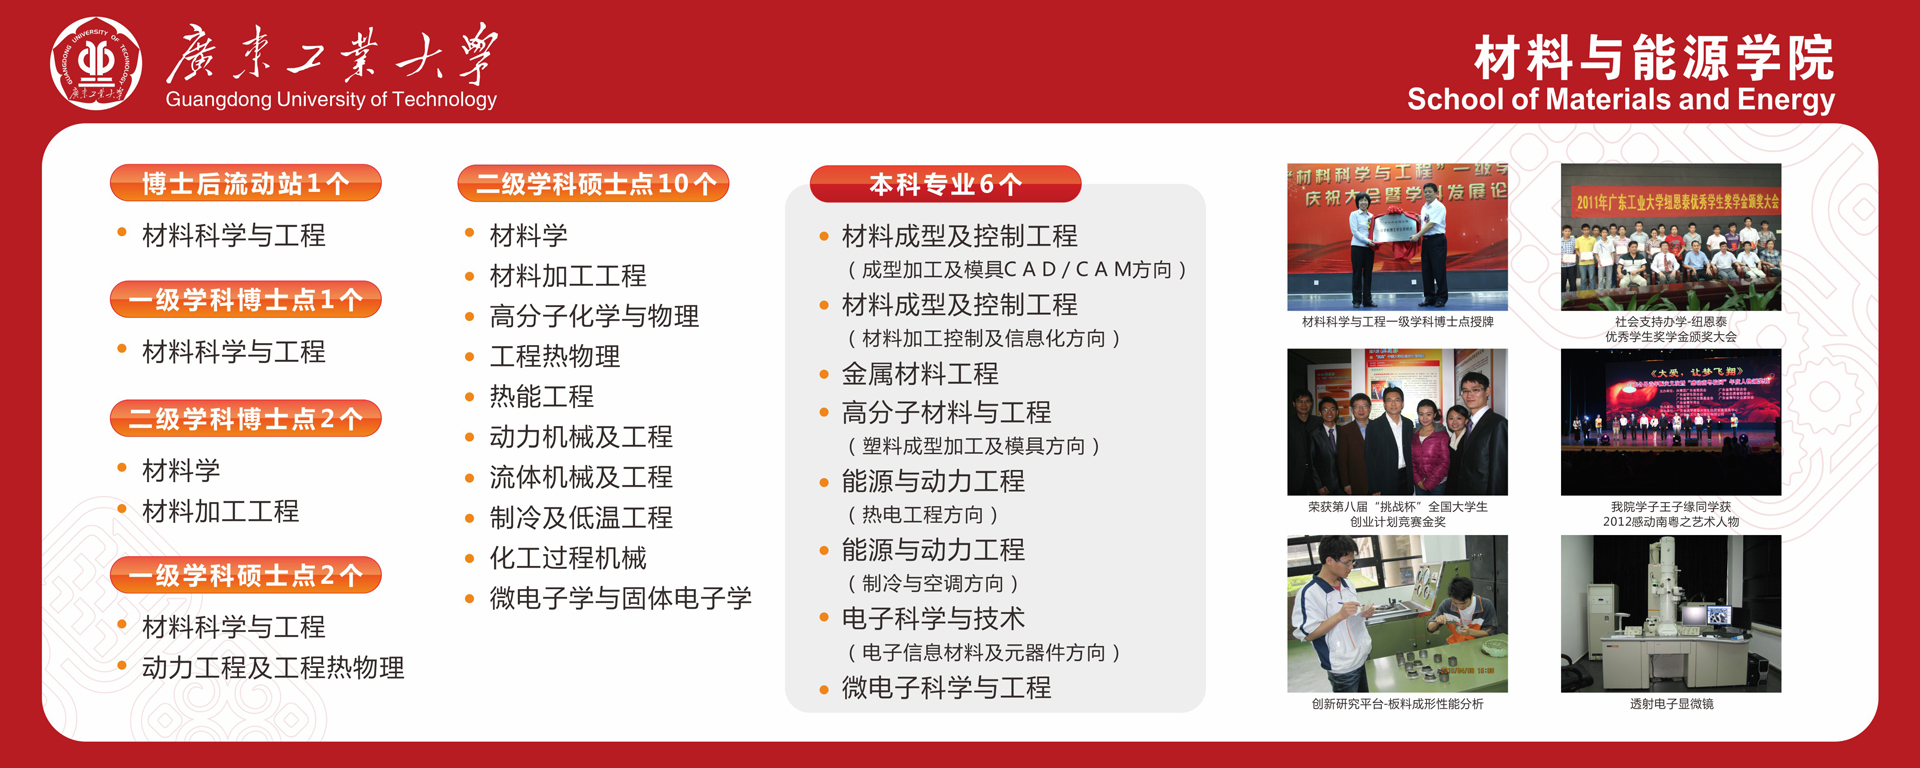 GUANGDONG UNIVERSITY OF TECHNOLOGY
廣東工業大學
廣東工業大學
Guangdong University of Technology
材料与能源学院
School of Materials and Energy
博士后流动站1个
材料科学与工程
一级学科博士点1个
材料科学与工程
二级学科博士点2个
材料学
材料加工工程
一级学科硕士点2个
材料科学与工程
动力工程及工程热物理
二级学科硕士点10个
材料学
材料加工工程
高分子化学与物理
工程热物理
热能工程
动力机械及工程
流体机械及工程
制冷及低温工程
化工过程机械
微电子学与固体电子学
本科专业6个
材料成型及控制工程
（成型加工及模具CAD/CAM方向）
材料成型及控制工程
（材料加工控制及信息化方向）
金属材料工程
高分子材料与工程
（塑料成型加工及模具方向）
能源与动力工程
（热电工程方向）
能源与动力工程
（制冷与空调方向）
电子科学与技术
（电子信息材料及元器件方向）
微电子科学与工程
“材料科学与工程”一级学
庆祝大会暨学科发展论
材料科学与工程一级学科博士点授牌
2011年广东工业大学纽恩泰优秀学生奖学金颁奖大会
社会支持办学-纽恩泰
优秀学生奖学金颁奖大会
荣获第八届“挑战杯”全国大学生
创业计划竞赛金奖
《大爱，让梦飞翔》
我院学子王子缘同学获
2012感动南粤之艺术人物
创新研究平台-板料成形性能分析
透射电子显微镜